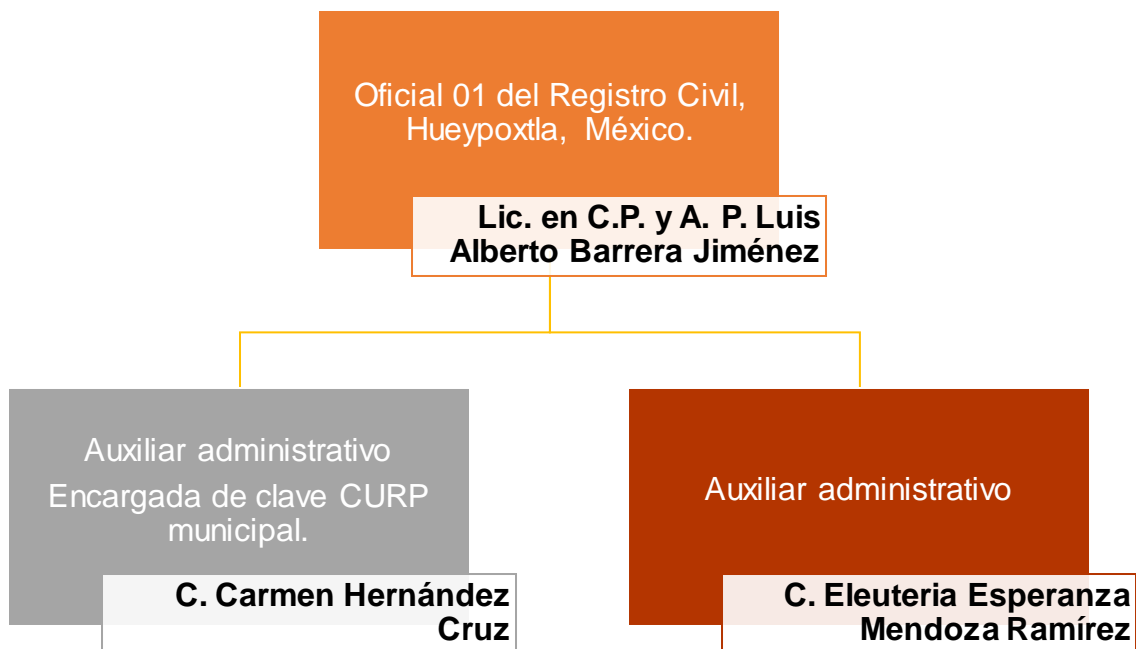 Oficial 01 del Registro Civil,
Hueypoxtla, México.
Lic. en C.P. y A. P. Luis
Alberto Barrera Jiménez
Auxiliar administrativo
Encargada de clave CURP
municipal.
C. Carmen Hernández
Cruz
Auxiliar administrativo
C. Eleuteria Esperanza
Mendoza Ramírez